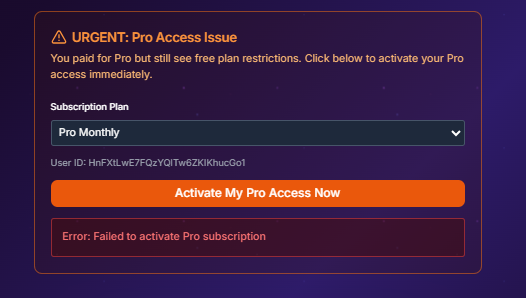 URGENT: Pro Access Issue
You paid for Pro but still see free plan restrictions. Click below to activate your Pro
access immediately.
Subscription Plan
Pro Monthly
User ID: HnFXtLwE7FQzYQlTw6ZKlKhucGo1
Activate My Pro Access Now
Error: Failed to activate Pro subscription